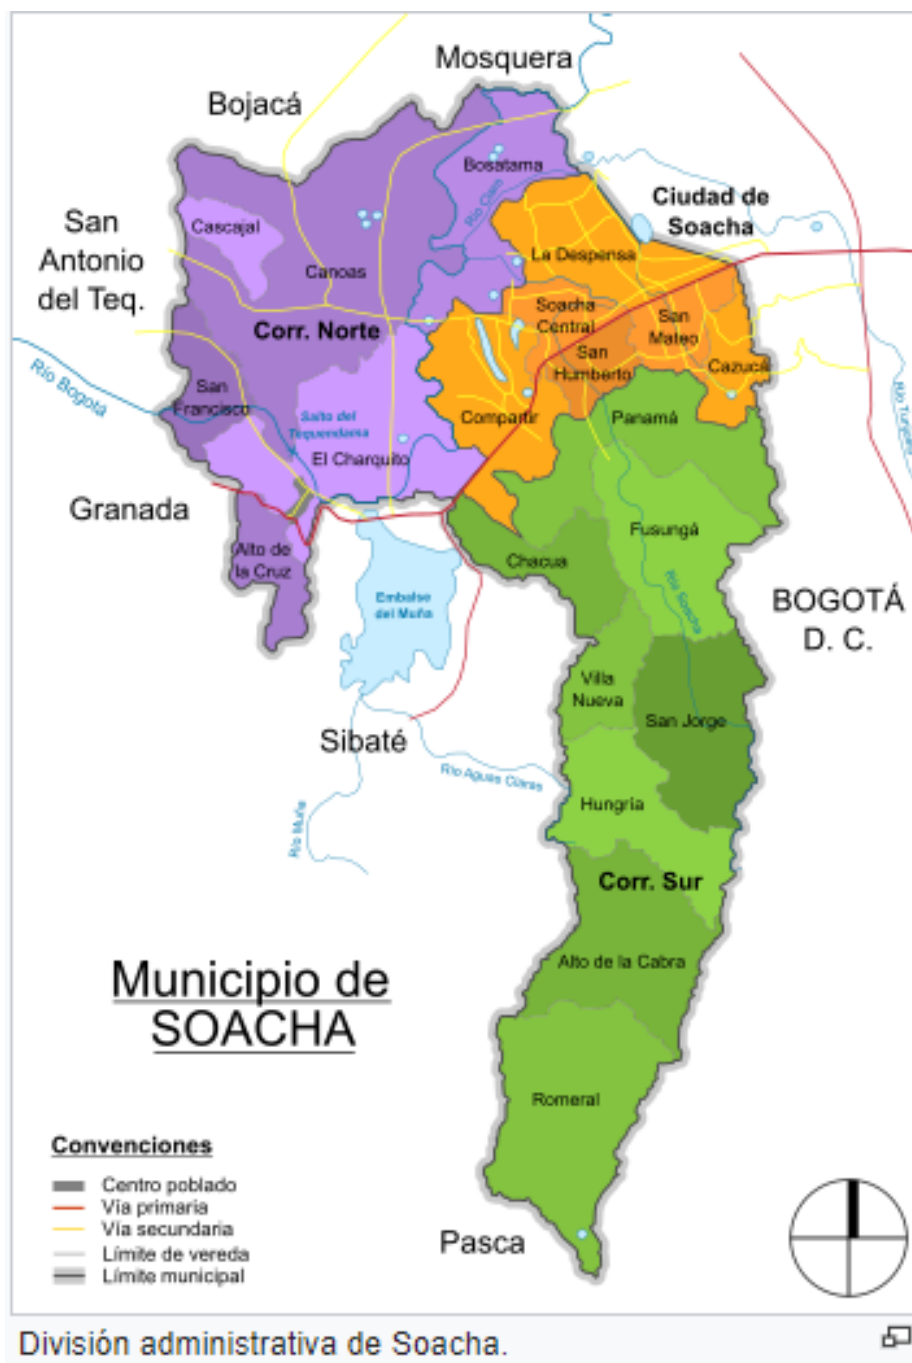 Mosquera
Bojacá
Bosatama
Río Claro
Ciudad de
Soacha
San
Antonio
del Teq.
Cascajal
Canoas
La Despensa
Corr. Norte
Soacha
Central
San
Mateo
San
Humberto
Cazucá
Río Bogotá
San
Francisco
Salto del
Tequendama
El Charquito
Compartir
Panamá
Río Tunjuelo
Granada
Fusungá
Alto de
la Cruz
Chacua
Embalse
del Muña
Río Soacha
BOGOTÁ
D. C.
Villa
Nueva
San Jorge
Sibaté
Río Aguas Claras
Hungría
Río Muña
Corr. Sur
Alto de la Cabra
Municipio de
SOACHA
Romeral
Convenciones
Centro poblado
Vía primaria
Vía secundaria
Límite de vereda
Límite municipal
Pasca
División administrativa de Soacha.